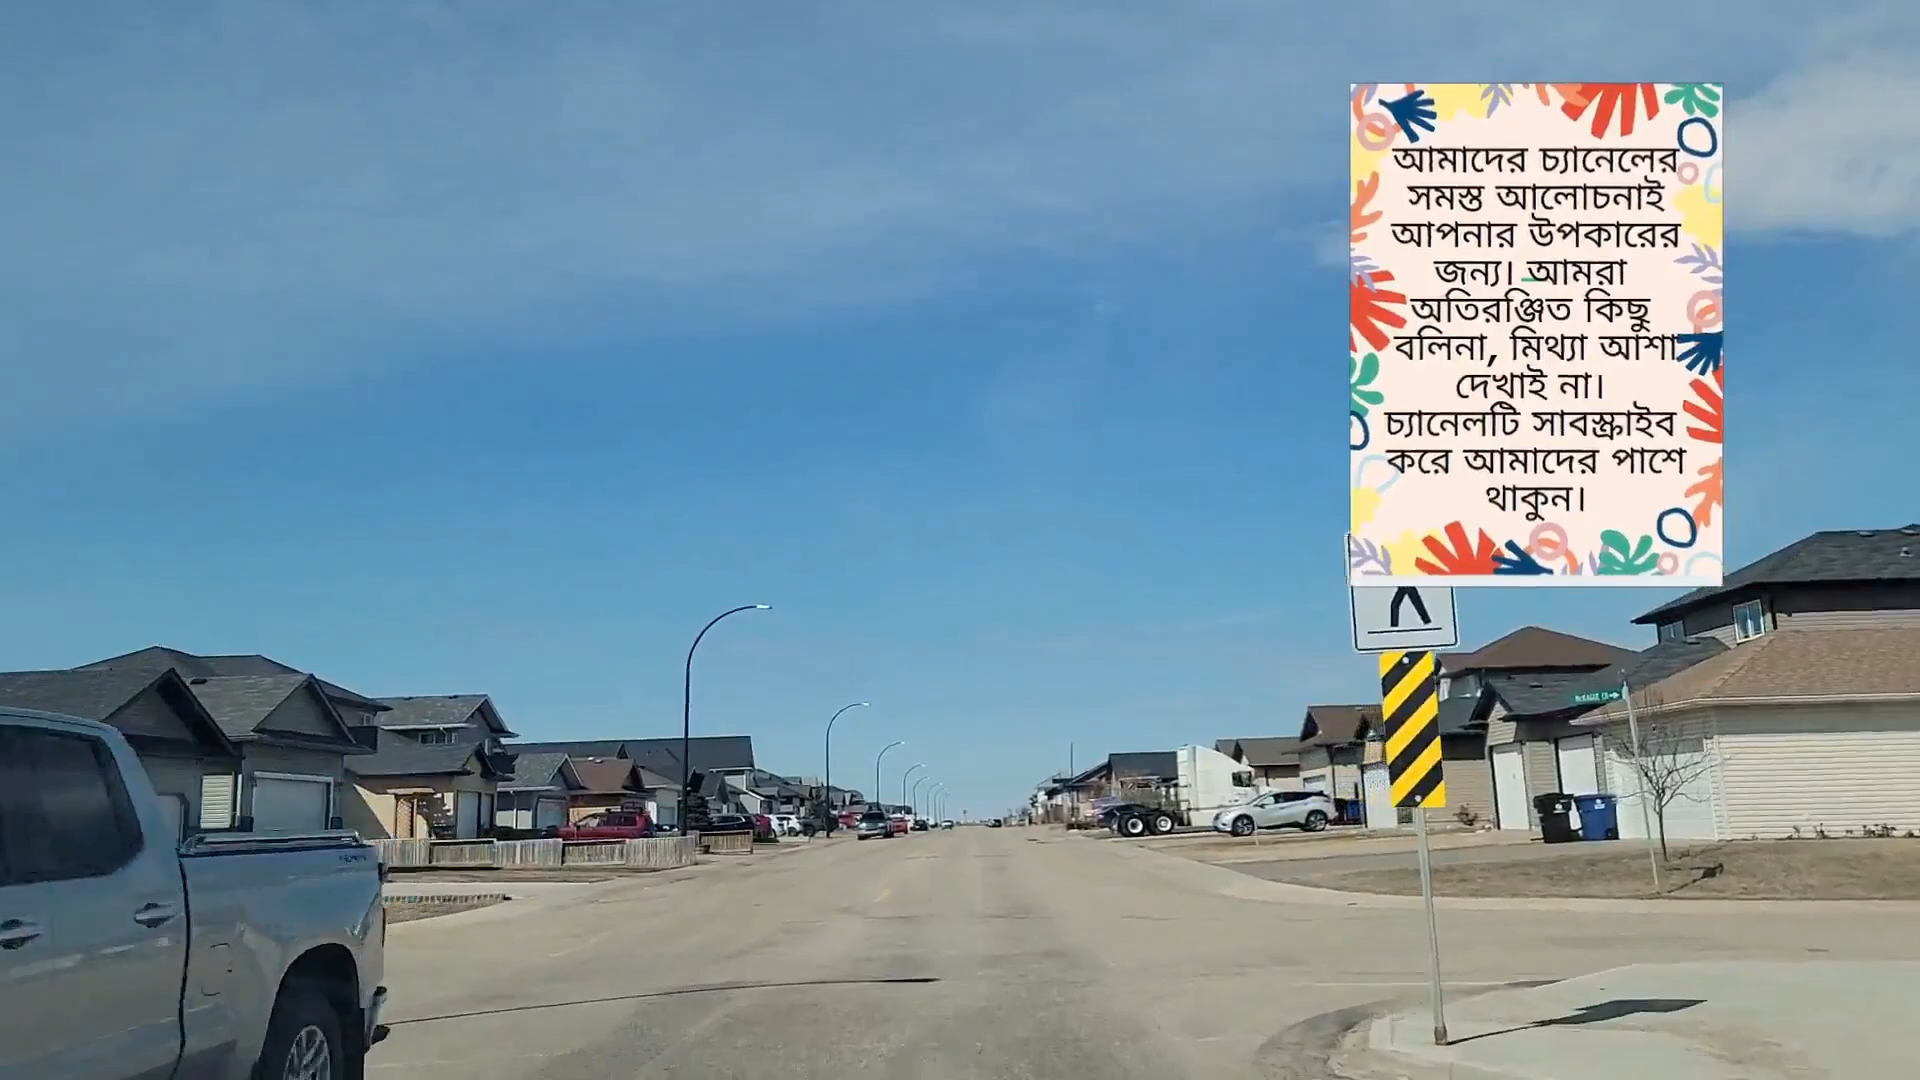 আমাদের চ্যানেলের
সমস্ত আলোচনাই
আপনার উপকারের
জন্য। আমরা
অতিরঞ্জিত কিছু
বলিনা, মিথ্যা আশা
দেখাই না।
চ্যানেলটি সাবস্ক্রাইব
করে আমাদের পাশে
থাকুন।